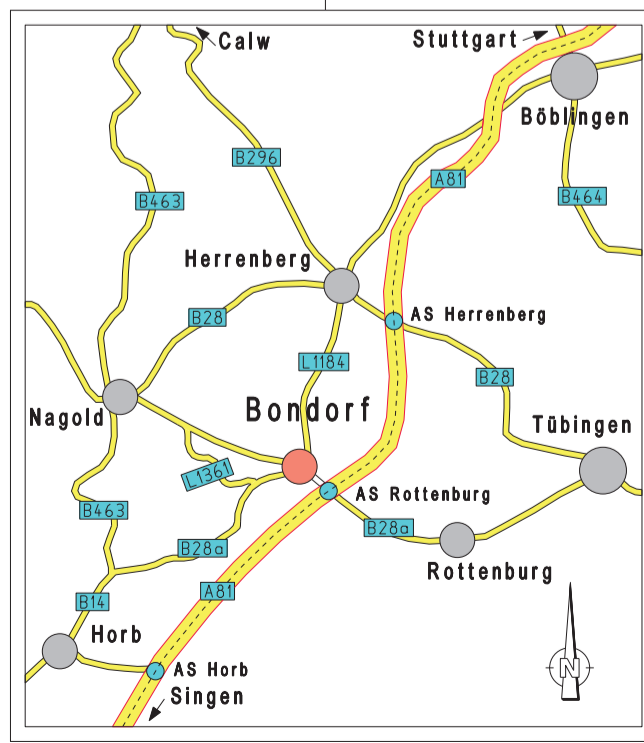 Calw
Stuttgart
Böblingen
B296
A81
B463
B464
Herrenberg
AS Herrenberg
B28
L1184
B28
Nagold
Bondorf
Tübingen
L1361
AS Rottenburg
B463
B28a
B28a
Rottenburg
A81
B14
Horb
AS Horb
Singen
N